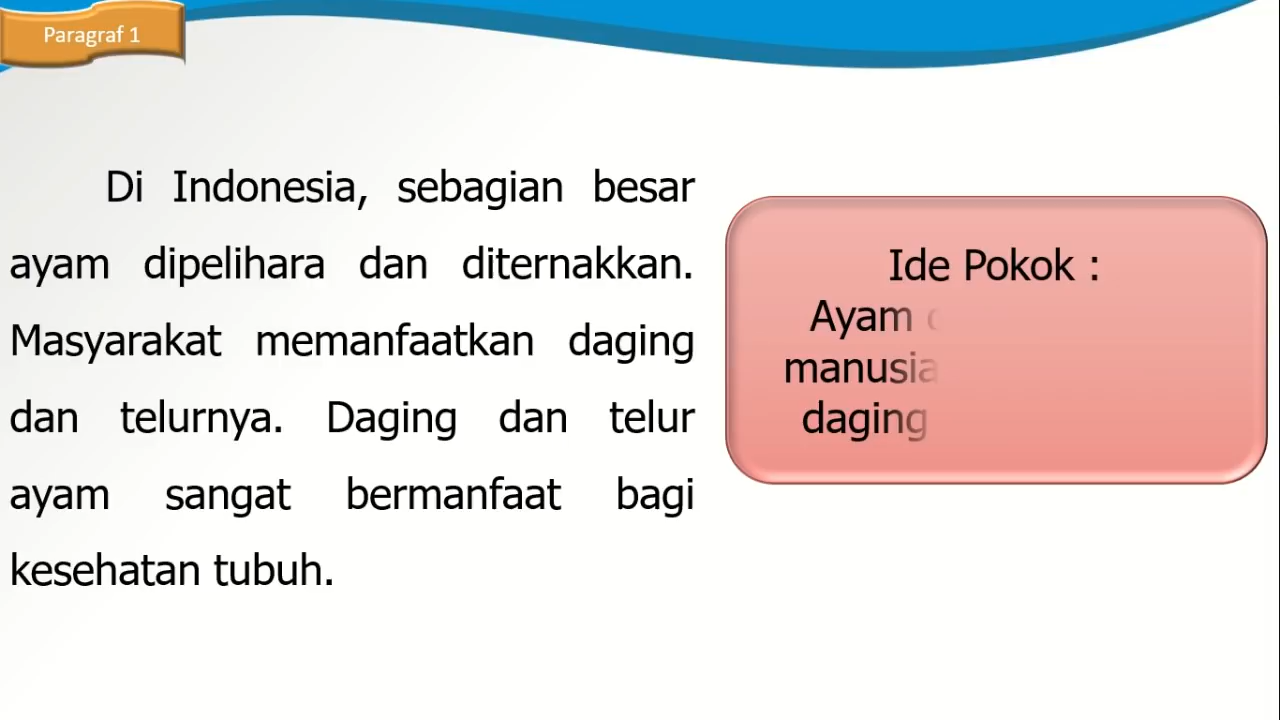 Paragraf 1
Di Indonesia, sebagian besar
ayam dipelihara dan diternakkan.
Masyarakat memanfaatkan daging
dan telurnya. Daging dan telur
ayam sangat bermanfaat bagi
kesehatan tubuh.
Ide Pokok :
Ayam
manusia
daging